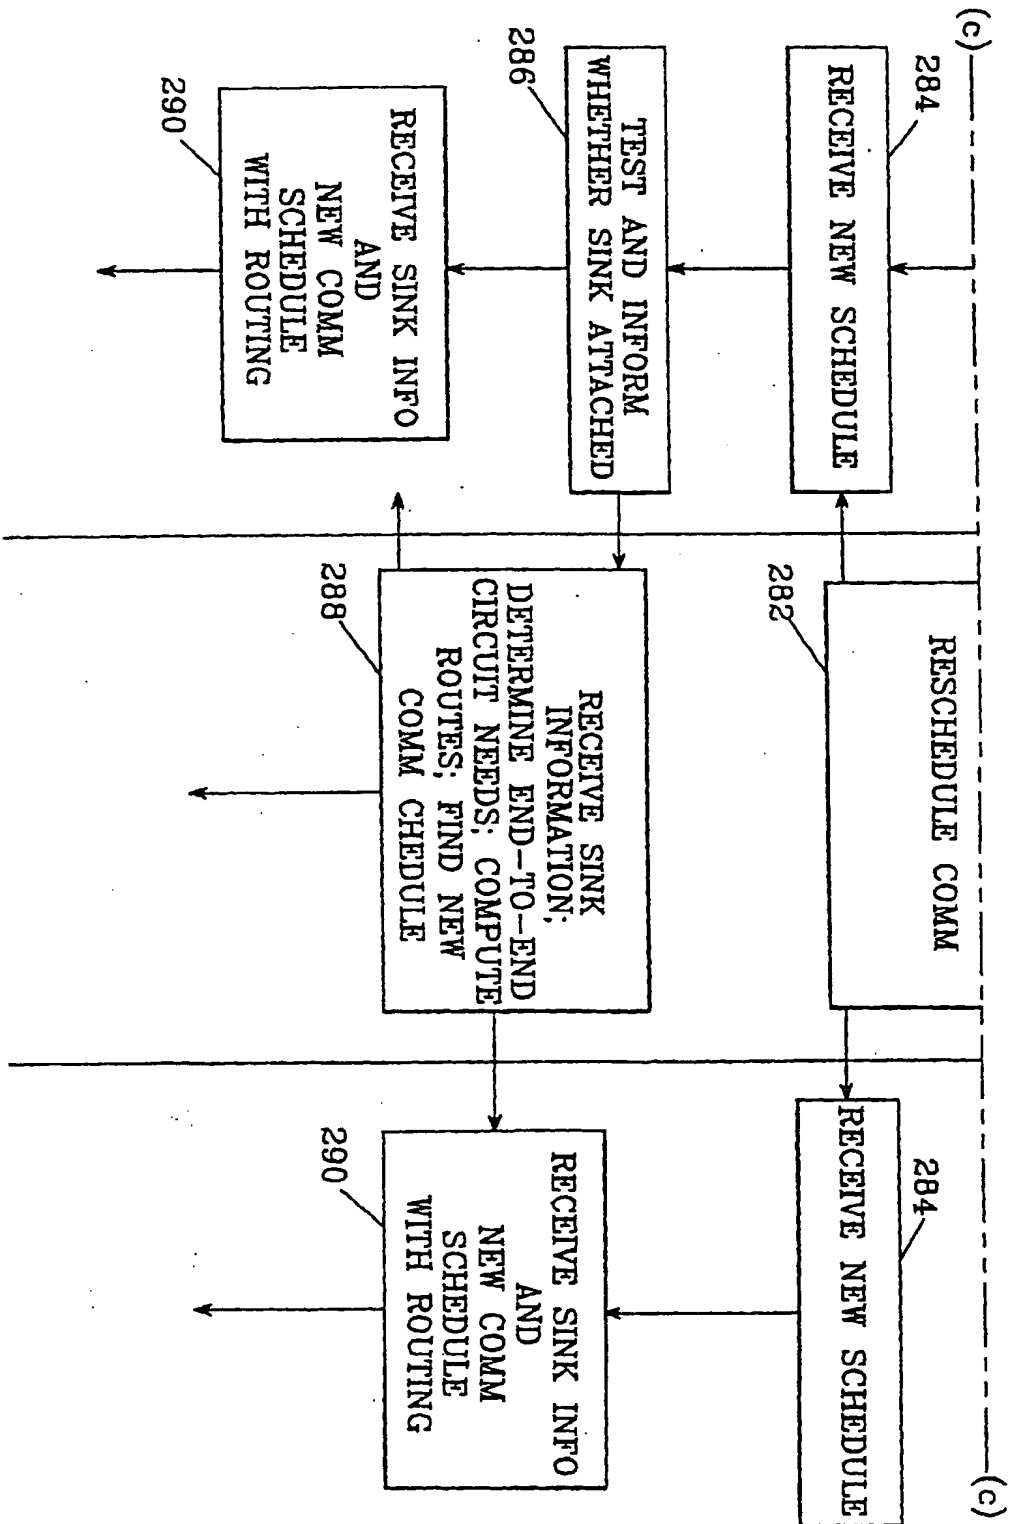 (c)
(c)
284
RECEIVE NEW SCHEDULE
RESCHEDULE COMM
282
284
RECEIVE NEW SCHEDULE
286
TEST AND INFORM
WHETHER SINK ATTACHED
RECEIVE SINK
INFORMATION;
DETERMINE END-TO-END
CIRCUIT NEEDS; COMPUTE
ROUTES; FIND NEW
COMM CHEDULE
288
RECEIVE SINK INFO
AND
NEW COMM
SCHEDULE
WITH ROUTING
290
RECEIVE SINK INFO
AND
NEW COMM
SCHEDULE
WITH ROUTING
290